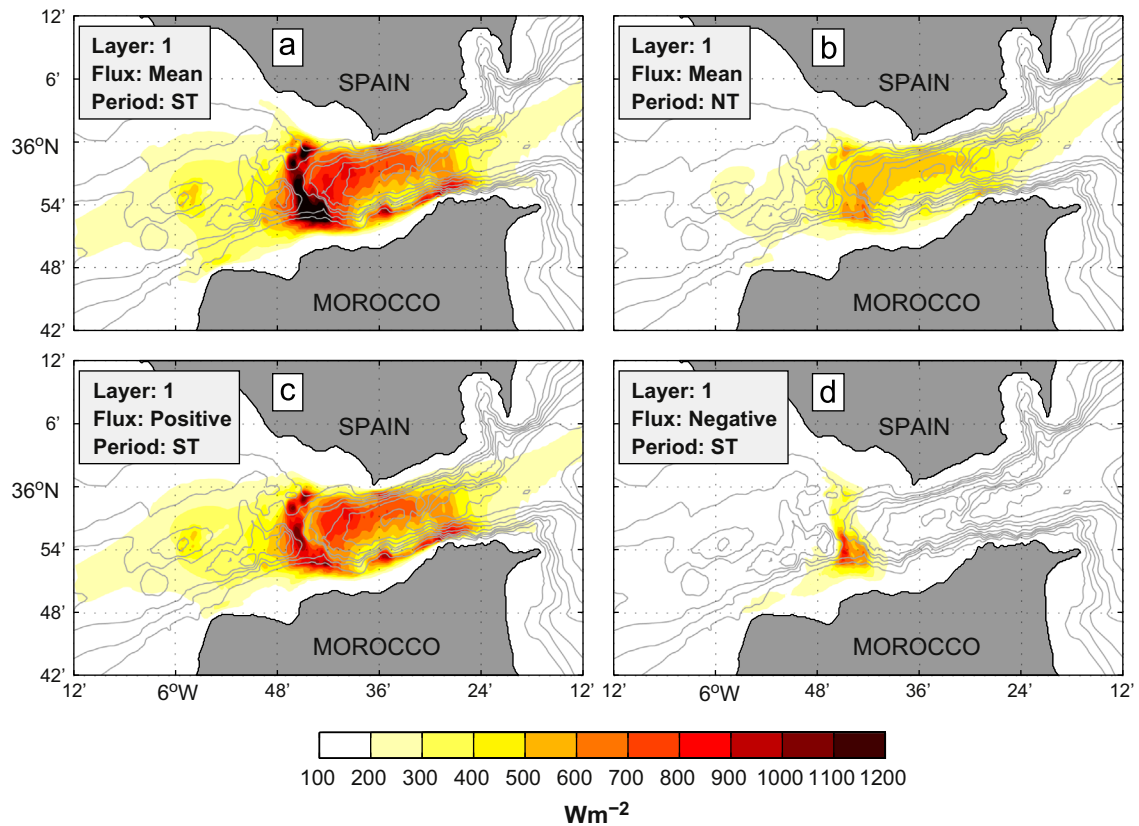 12'
6'
36°N
54'
48'
42'
Layer: 1
Flux: Mean
Period: ST
a
SPAIN
MOROCCO
Layer: 1
Flux: Mean
Period: NT
b
SPAIN
MOROCCO
12'
6'
36°N
54'
48'
42'
Layer: 1
Flux: Positive
Period: ST
c
SPAIN
MOROCCO
Layer: 1
Flux: Negative
Period: ST
d
SPAIN
MOROCCO
12' 6°W 48' 36' 24' 12'
6°W 48' 36' 24' 12'
100 200 300 400 500 600 700 800 900 1000 1100 1200
Wm⁻²